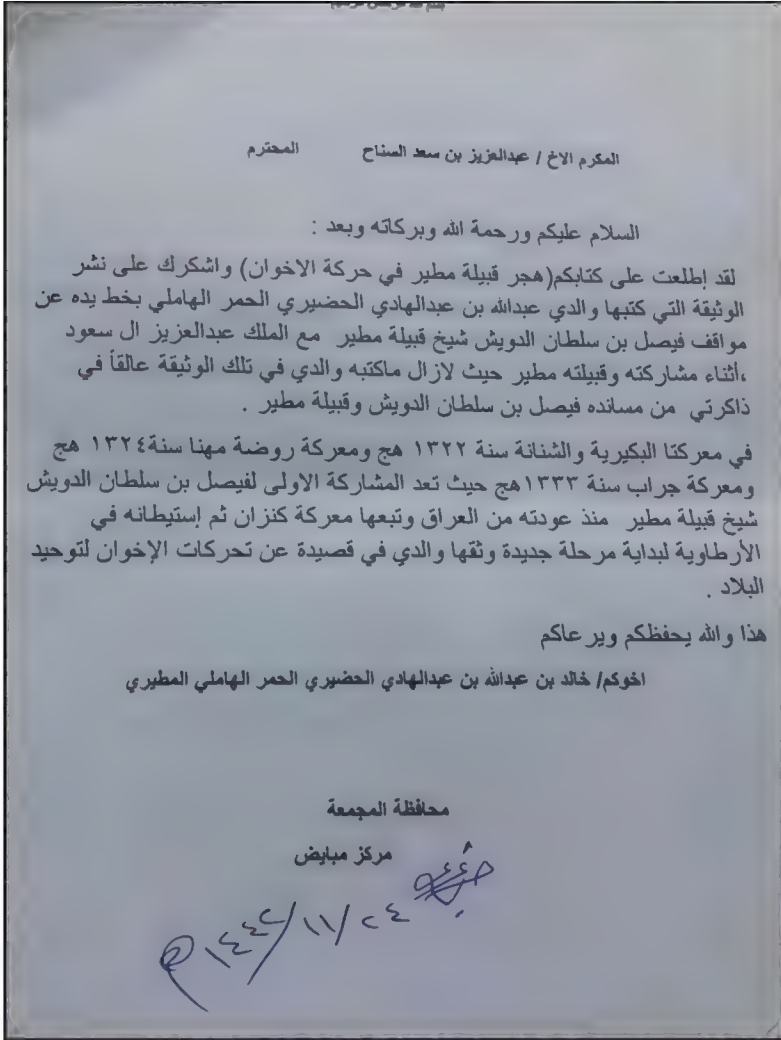 المكرم الاخ / عبدالعزيز بن سعد السناح المحترم
السلام عليكم ورحمة الله وبركاته وبعد :
لقد إطلعت على كتابكم(هجر قبيلة مطير في حركة الاخوان) واشكرك على نشر
الوثيقة التي كتبها والدي عبدالله بن عبدالهادي الحضيري الحمر الهاملي بخط يده عن
مواقف فيصل بن سلطان الدويش شيخ قبيلة مطير مع الملك عبدالعزيز ال سعود
،أثناء مشاركته وقبيلته مطير حيث لازال ماكتبه والدي في تلك الوثيقة عالقاً في
ذاكرتي من مسانده فيصل بن سلطان الدويش وقبيلة مطير .
في معركتا البكيرية والشنانة سنة ١٣٢٢ هج ومعركة روضة مهنا سنة١٣٢٤ هج
ومعركة جراب سنة ١٣٣٣هج حيث تعد المشاركة الاولى لفيصل بن سلطان الدويش
شيخ قبيلة مطير منذ عودته من العراق وتبعها معركة كنزان ثم إستيطانه في
الأرطاوية لبداية مرحلة جديدة وثقها والدي في قصيدة عن تحركات الإخوان لتوحيد
البلاد .
هذا والله يحفظكم ويرعاكم
اخوكم/ خالد بن عبدالله بن عبدالهادي الحضيري الحمر الهاملي المطيري
محافظة المجمعة
مركز مبايض
١٤٤٢/١١/٢٤ هـ